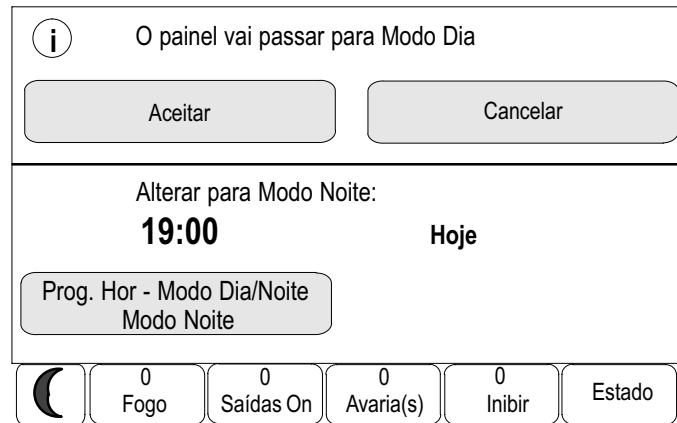 i O painel vai passar para Modo Dia
Aceitar Cancelar
Alterar para Modo Noite:
19:00 Hoje
Prog. Hor - Modo Dia/Noite
Modo Noite
0 0 0 0
Fogo Saídas On Avaria(s) Inibir Estado